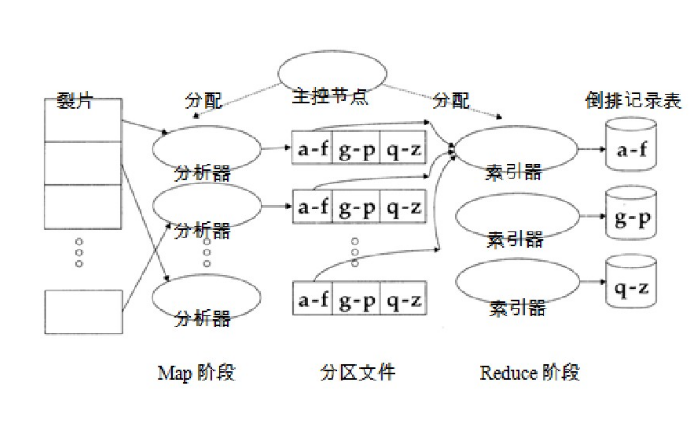 主控节点
裂片
分配
分配
倒排记录表
分析器
a-f g-p q-z
索引器
a-f
分析器
a-f g-p q-z
索引器
g-p
分析器
a-f g-p q-z
索引器
q-z
Map 阶段
分区文件
Reduce 阶段